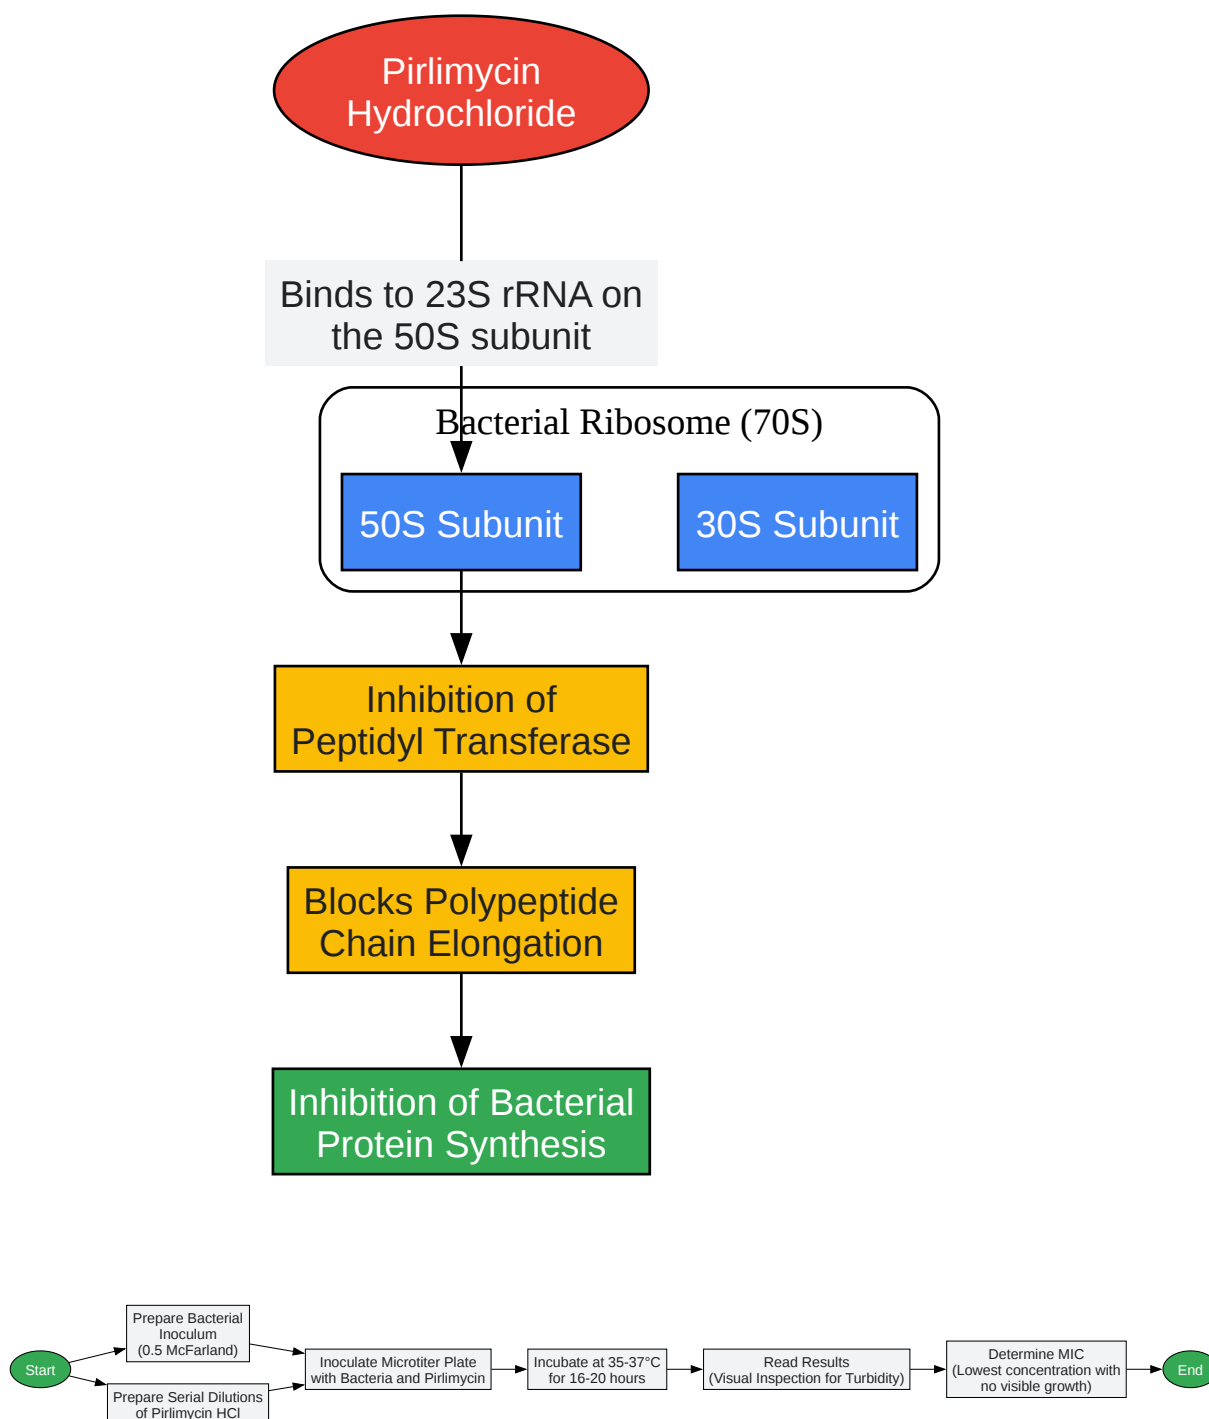 Pirlimycin
Hydrochloride
Binds to 23S rRNA on
the 50S subunit
Bacterial Ribosome (70S)
50S Subunit
30S Subunit
Inhibition of
Peptidyl Transferase
Blocks Polypeptide
Chain Elongation
Inhibition of Bacterial
Protein Synthesis
Start
Prepare Bacterial
Inoculum
(0.5 McFarland)
Prepare Serial Dilutions
of Pirlimycin HCl
Inoculate Microtiter Plate
with Bacteria and Pirlimycin
Incubate at 35-37°C
for 16-20 hours
Read Results
(Visual Inspection for Turbidity)
Determine MIC
(Lowest concentration with
no visible growth)
End